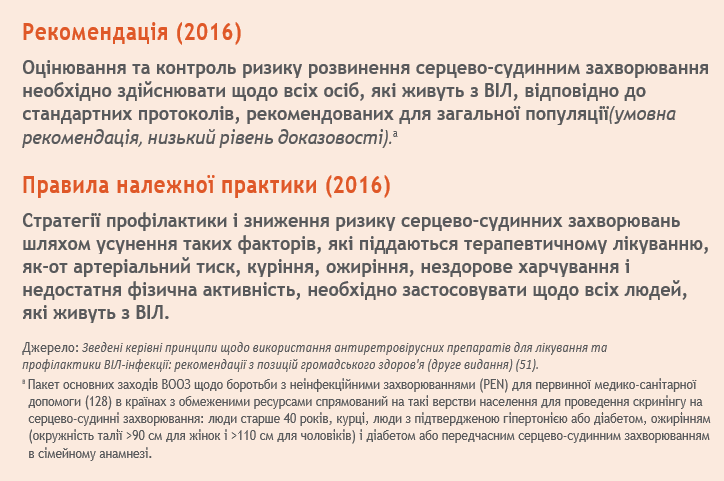 Рекомендація (2016)
Оцінювання та контроль ризику розвинення серцево-судинним захворювання
необхідно здійснювати щодо всіх осіб, які живуть з ВІЛ, відповідно до
стандартних протоколів, рекомендованих для загальної популяції(умовна
рекомендація, низький рівень доказовості).ª
Правила належної практики (2016)
Стратегії профілактики і зниження ризику серцево-судинних захворювань
шляхом усунення таких факторів, які піддаються терапевтичному лікуванню,
як-от артеріальний тиск, куріння, ожиріння, нездорове харчування і
недостатня фізична активність, необхідно застосовувати щодо всіх людей,
які живуть з ВІЛ.
Джерело: Зведені керівні принципи щодо використання антиретровірусних препаратів для лікування та
профілактики ВІЛ-інфекції: рекомендації з позицій громадського здоров'я (друге видання) (51).
ª Пакет основних заходів ВООЗ щодо боротьби з неінфекційними захворюваннями (PEN) для первинної медико-санітарної
допомоги (128) в країнах з обмеженими ресурсами спрямований на такі верстви населення для проведення скринінгу на
серцево-судинні захворювання: люди старше 40 років, курці, люди з підтвердженою гіпертонією або діабетом, ожирінням
(окружність талії >90 см для жінок і >110 см для чоловіків) і діабетом або передчасним серцево-судинним захворюванням
в сімейному анамнезі.